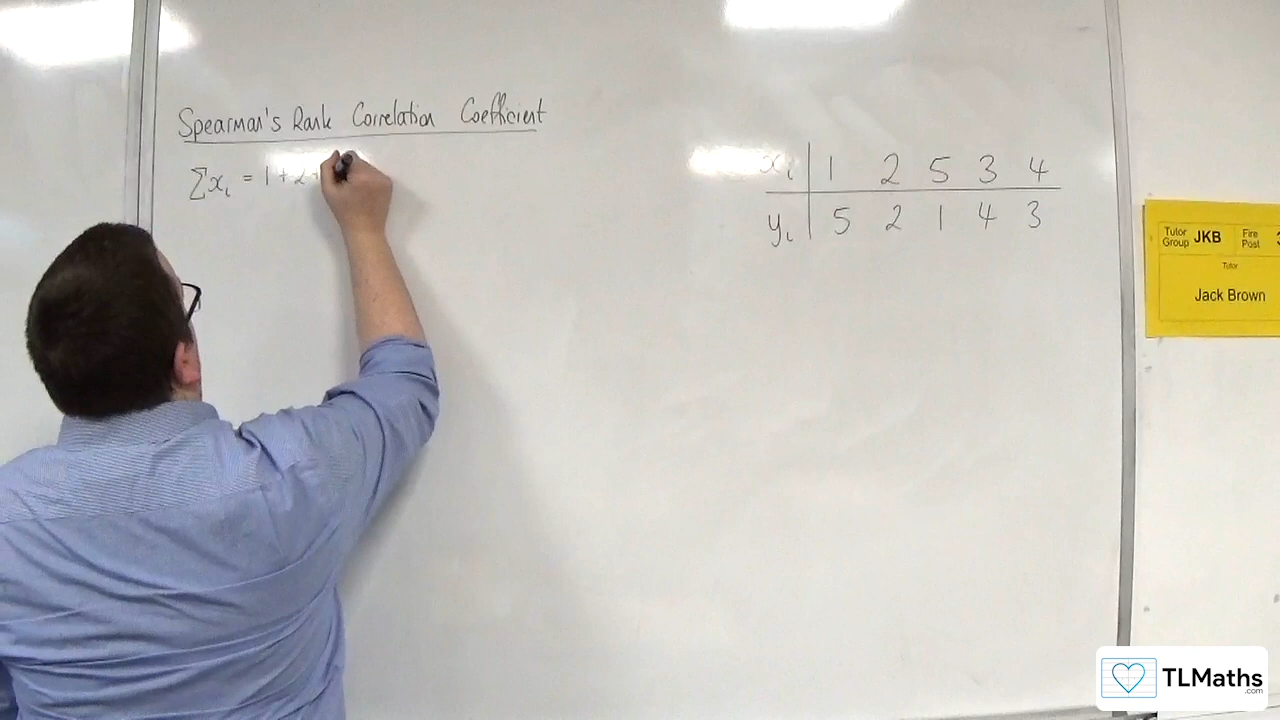 Spearman's Rank Correlation Coefficient
∑xᵢ = 1 + 2 +
xᵢ | 1 2 5 3 4
yᵢ | 5 2 1 4 3
Tutor Group JKB Fire Post 3
Tutor
Jack Brown
TLMaths
.com